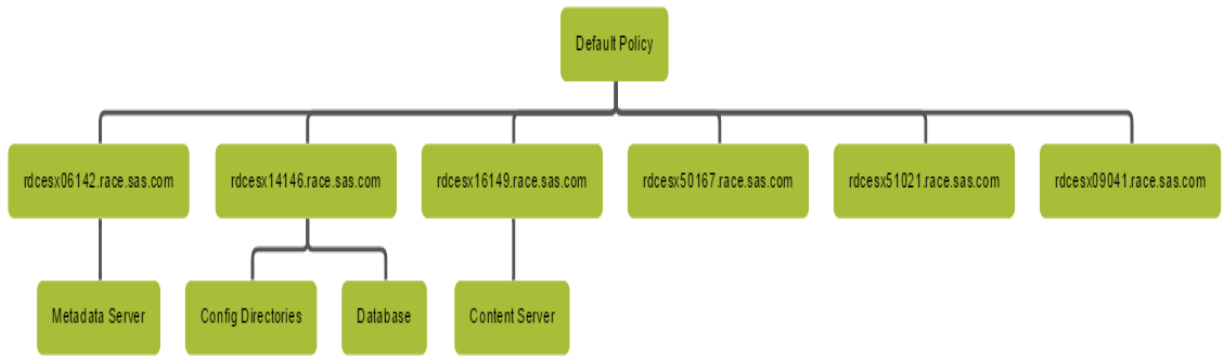 Default Policy
rdcesx06142.race.sas.com
rdcesx14146.race.sas.com
rdcesx16149.race.sas.com
rdcesx50167.race.sas.com
rdcesx51021.race.sas.com
rdcesx09041.race.sas.com
Metadata Server
Config Directories
Database
Content Server